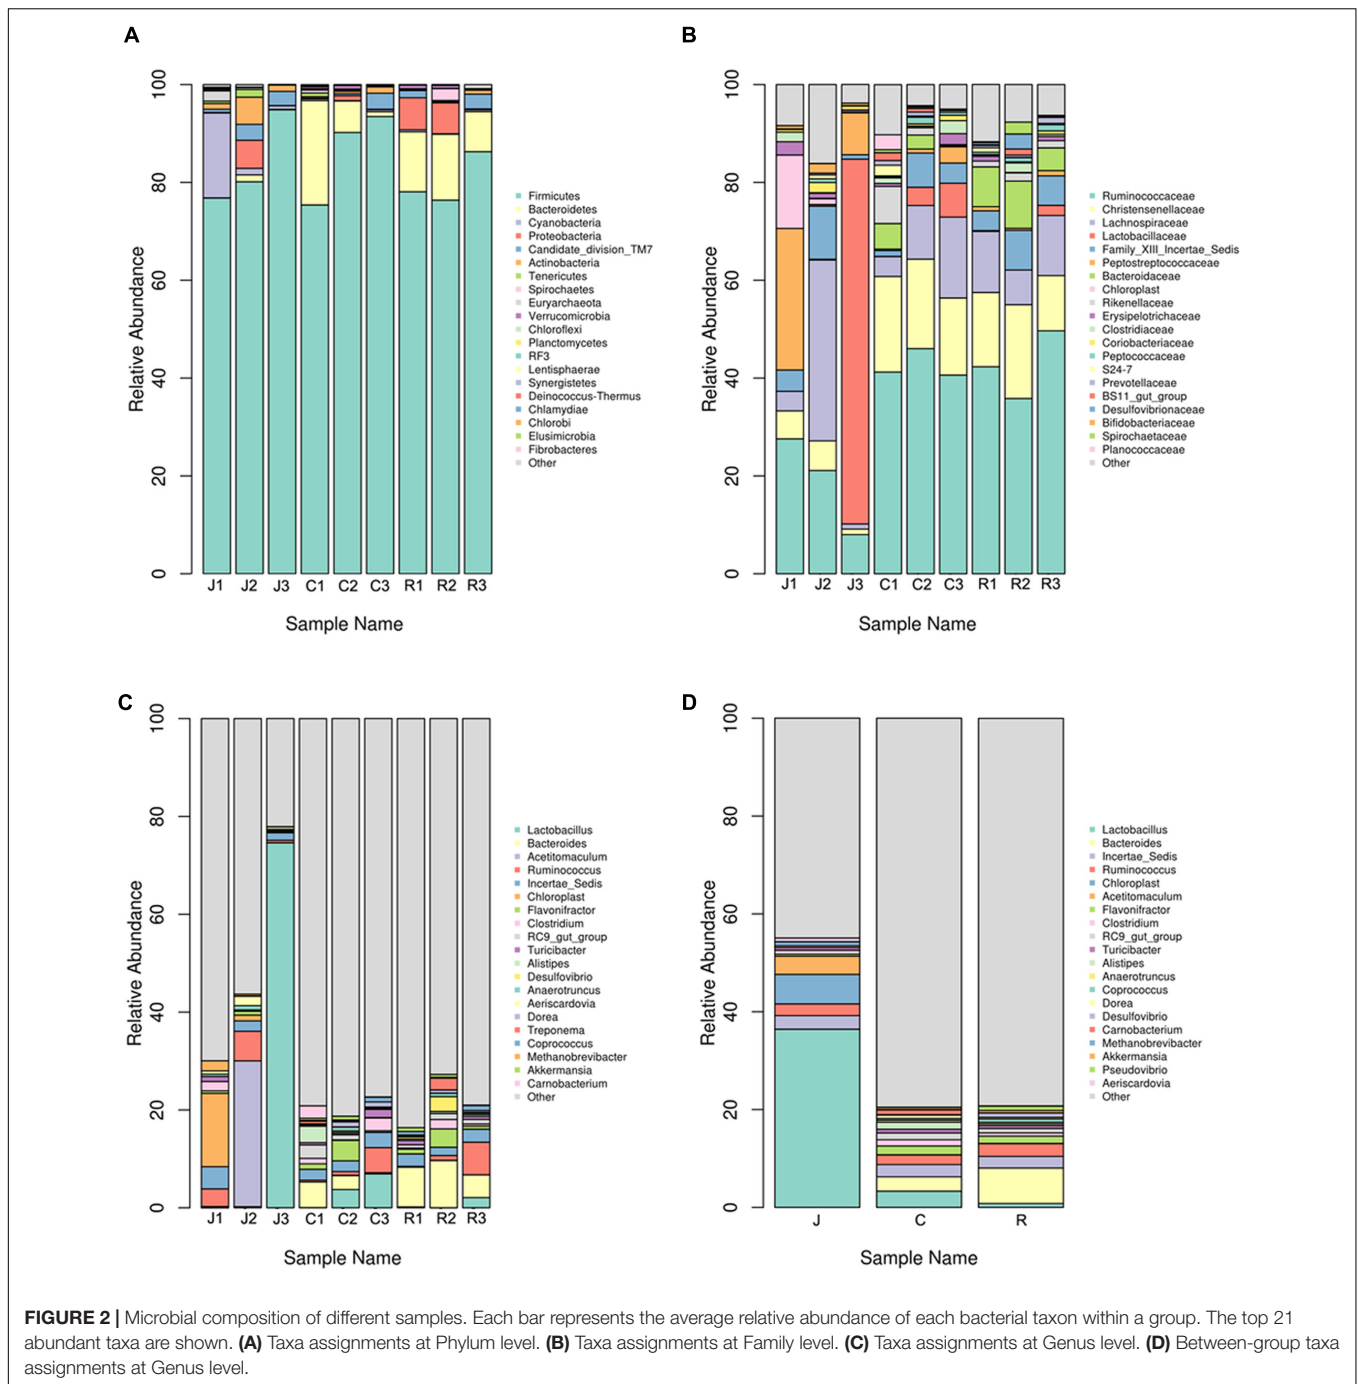 A
100
80
60
40
20
0
Relative Abundance
J1 J2 J3 C1 C2 C3 R1 R2 R3
Sample Name
Firmicutes
Bacteroidetes
Cyanobacteria
Proteobacteria
Candidate_division_TM7
Actinobacteria
Tenericutes
Spirochaetes
Euryarchaeota
Verrucomicrobia
Chloroflexi
Planctomycetes
RF3
Lentisphaerae
Synergistetes
Deinococcus-Thermus
Chlamydiae
Chlorobi
Elusimicrobia
Fibrobacteres
Other
B
100
80
60
40
20
0
Relative Abundance
J1 J2 J3 C1 C2 C3 R1 R2 R3
Sample Name
Ruminococcaceae
Christensenellaceae
Lachnospiraceae
Lactobacillaceae
Family_XIII_Incertae_Sedis
Peptostreptococcaceae
Bacteroidaceae
Chloroplast
Rikenellaceae
Erysipelotrichaceae
Clostridiaceae
Coriobacteriaceae
Peptococcaceae
S24-7
Prevotellaceae
BS11_gut_group
Desulfovibrionaceae
Bifidobacteriaceae
Spirochaetaceae
Planococcaceae
Other
C
100
80
60
40
20
0
Relative Abundance
J1 J2 J3 C1 C2 C3 R1 R2 R3
Sample Name
Lactobacillus
Bacteroides
Acetitomaculum
Ruminococcus
Incertae_Sedis
Chloroplast
Flavonifractor
Clostridium
RC9_gut_group
Turicibacter
Alistipes
Desulfovibrio
Anaerotruncus
Aeriscardovia
Dorea
Treponema
Coprococcus
Methanobrevibacter
Akkermansia
Carnobacterium
Other
D
100
80
60
40
20
0
Relative Abundance
J C R
Sample Name
Lactobacillus
Bacteroides
Incertae_Sedis
Ruminococcus
Chloroplast
Acetitomaculum
Flavonifractor
Clostridium
RC9_gut_group
Turicibacter
Alistipes
Anaerotruncus
Coprococcus
Dorea
Desulfovibrio
Carnobacterium
Methanobrevibacter
Akkermansia
Pseudovibrio
Aeriscardovia
Other
FIGURE 2 | Microbial composition of different samples. Each bar represents the average relative abundance of each bacterial taxon within a group. The top 21
abundant taxa are shown. (A) Taxa assignments at Phylum level. (B) Taxa assignments at Family level. (C) Taxa assignments at Genus level. (D) Between-group taxa
assignments at Genus level.